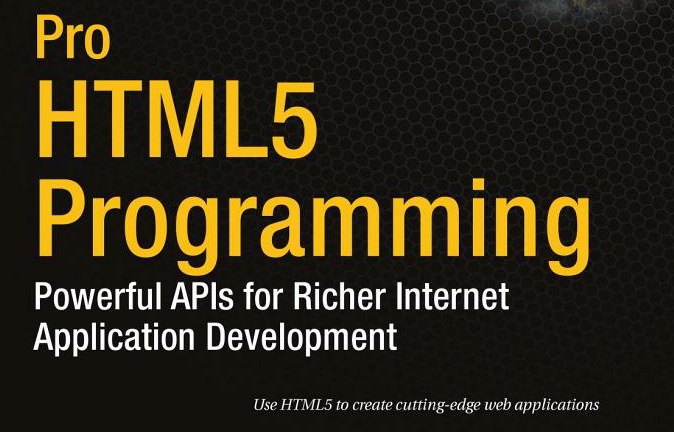 Pro
HTML5
Programming
Powerful APIs for Richer Internet
Application Development
Use HTML5 to create cutting-edge web applications